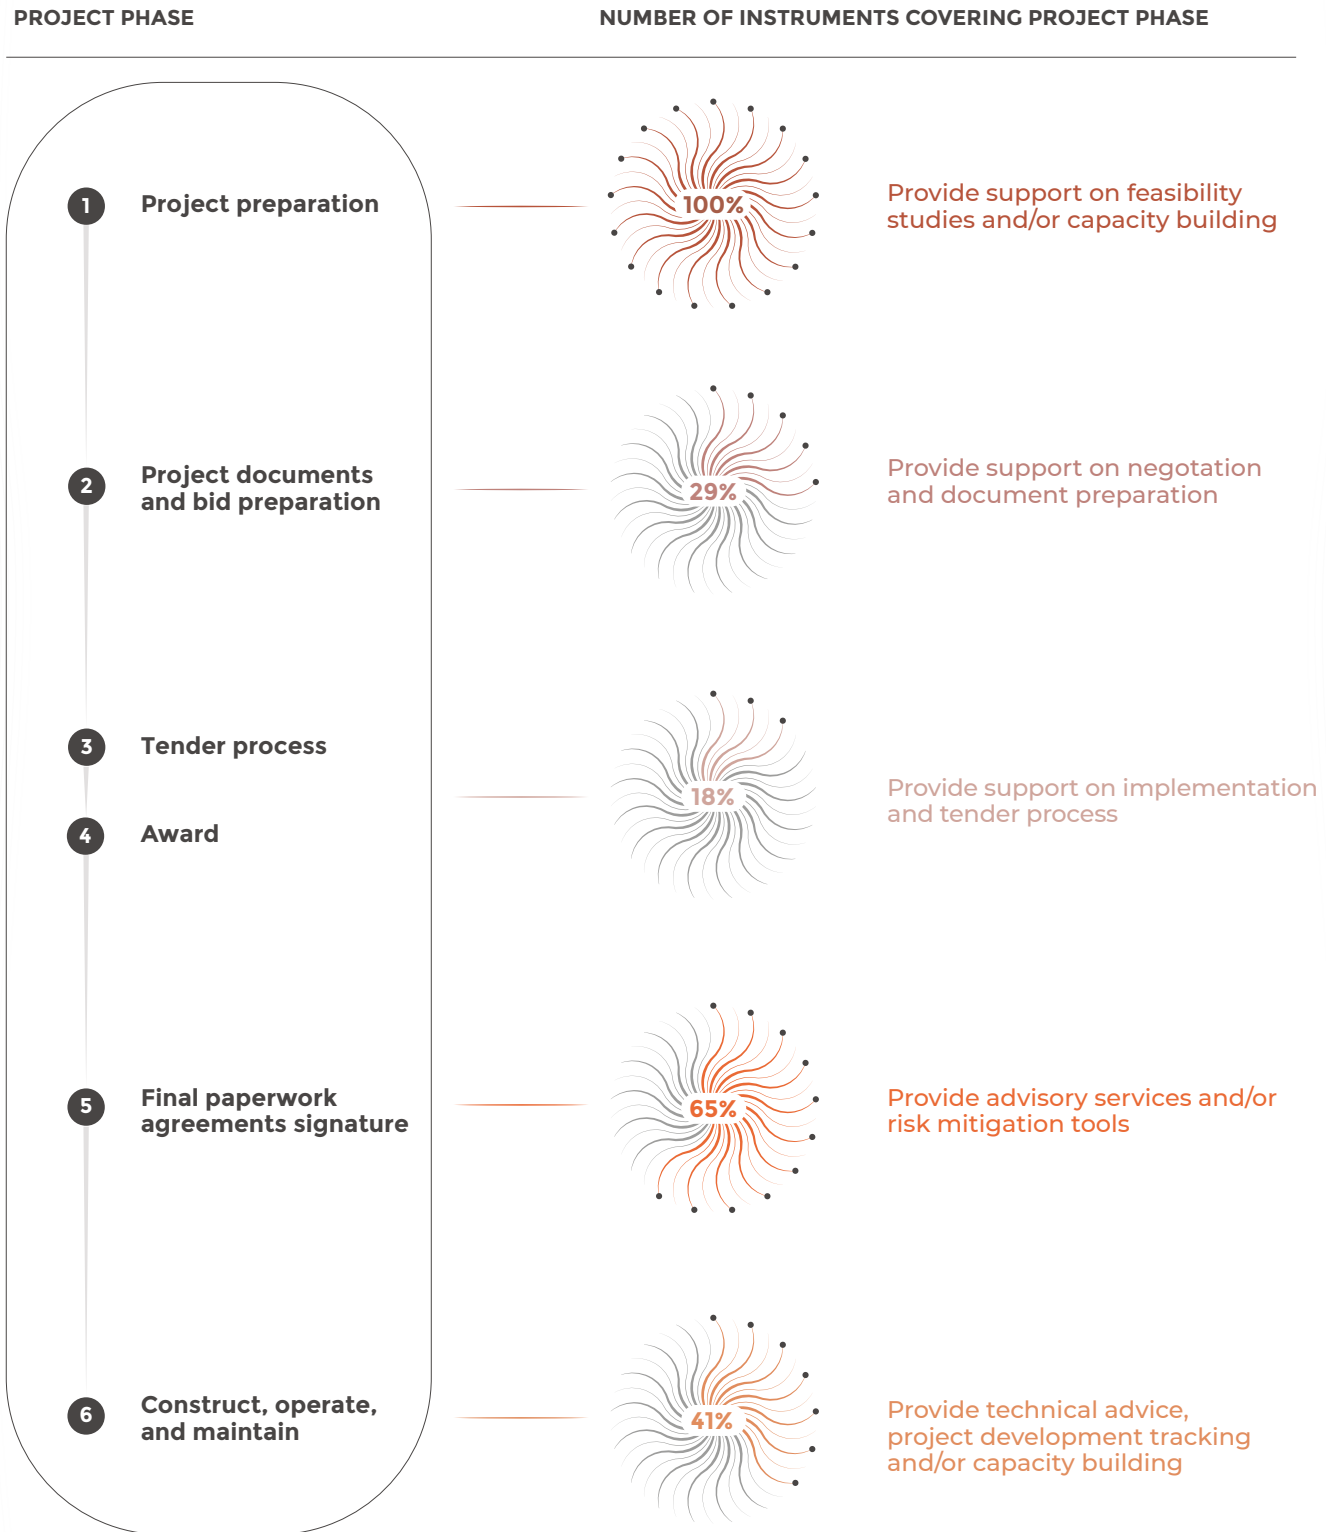 PROJECT PHASE
NUMBER OF INSTRUMENTS COVERING PROJECT PHASE
1
Project preparation
100%
Provide support on feasibility
studies and/or capacity building
2
Project documents
and bid preparation
29%
Provide support on negotation
and document preparation
3
Tender process
4
Award
18%
Provide support on implementation
and tender process
5
Final paperwork
agreements signature
65%
Provide advisory services and/or
risk mitigation tools
6
Construct, operate,
and maintain
41%
Provide technical advice,
project development tracking
and/or capacity building